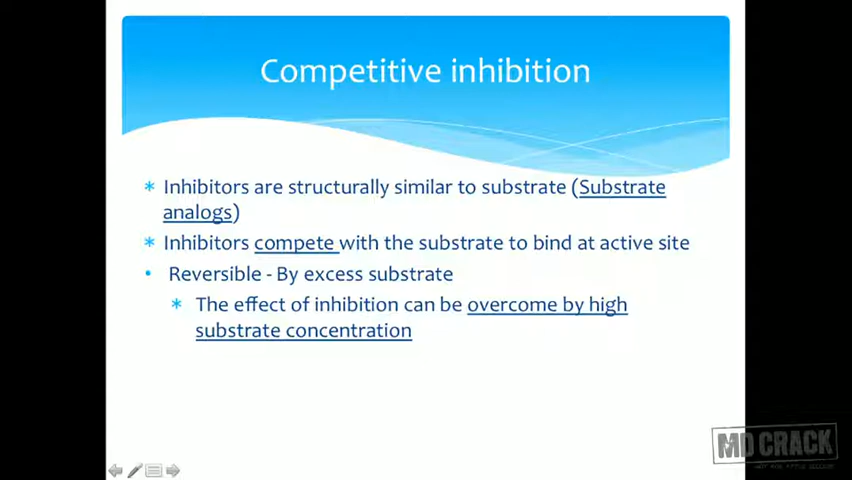 Competitive inhibition
* Inhibitors are structurally similar to substrate (Substrate
analogs)
* Inhibitors compete with the substrate to bind at active site
• Reversible - By excess substrate
* The effect of inhibition can be overcome by high
substrate concentration
MD CRACK